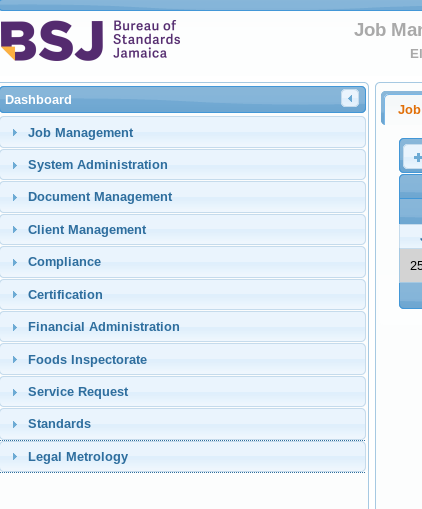 BSJ
Bureau of
Standards
Jamaica
Job Mar
El
Dashboard
Job
Job Management
System Administration
Document Management
Client Management
Compliance
25
Certification
Financial Administration
Foods Inspectorate
Service Request
Standards
Legal Metrology